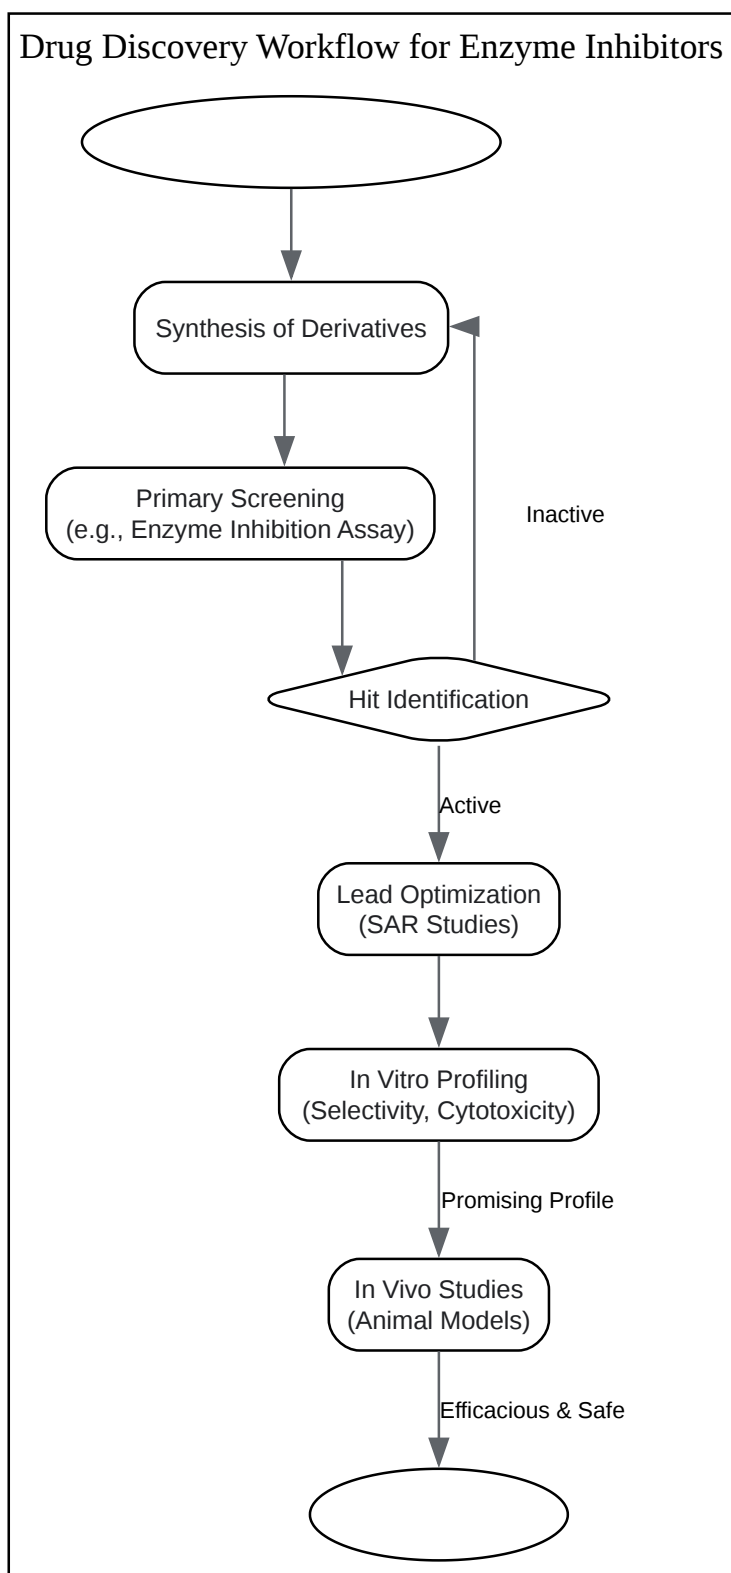 Drug Discovery Workflow for Enzyme Inhibitors
Synthesis of Derivatives
Primary Screening
(e.g., Enzyme Inhibition Assay)
Inactive
Hit Identification
Active
Lead Optimization
(SAR Studies)
In Vitro Profiling
(Selectivity, Cytotoxicity)
Promising Profile
In Vivo Studies
(Animal Models)
Efficacious & Safe